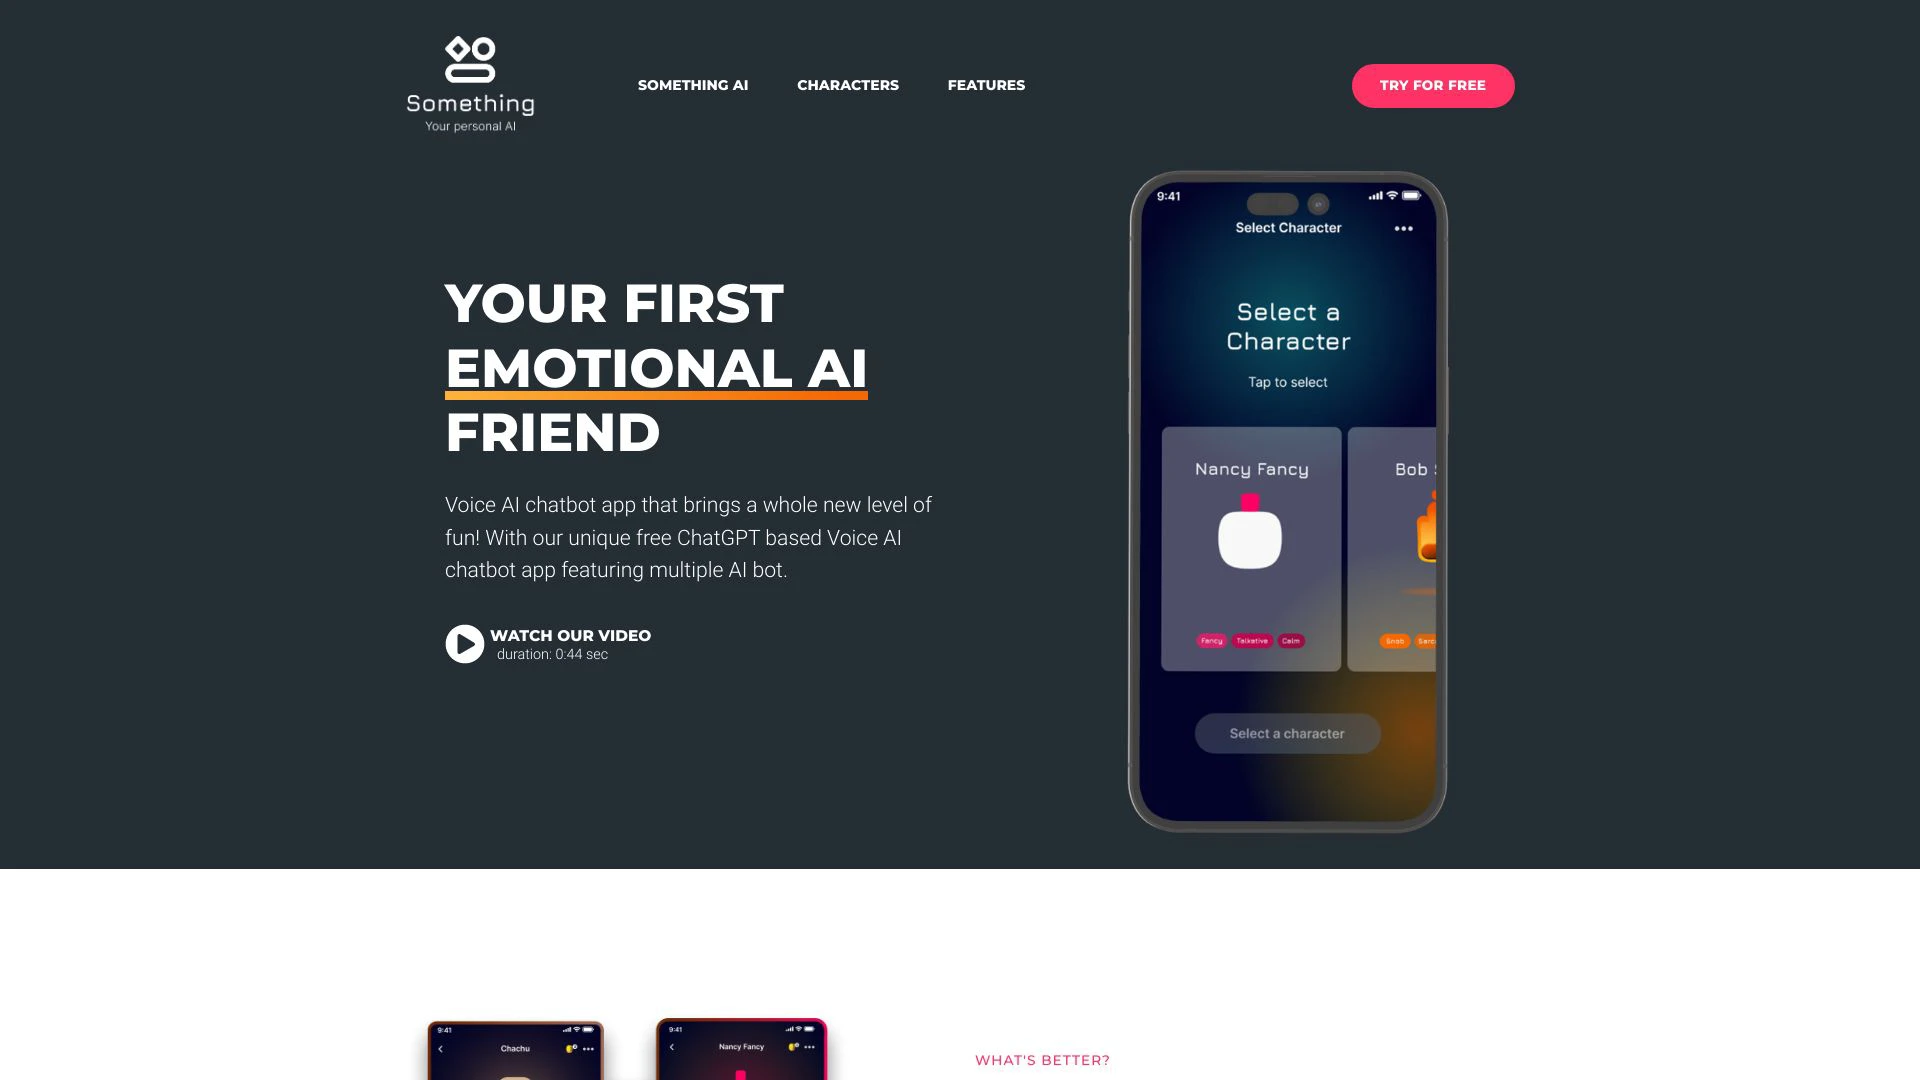 Something
Your personal AI
SOMETHING AI
CHARACTERS
FEATURES
TRY FOR FREE
YOUR FIRST
EMOTIONAL AI
FRIEND
Voice AI chatbot app that brings a whole new level of
fun! With our unique free ChatGPT based Voice AI
chatbot app featuring multiple AI bot.
WATCH OUR VIDEO
duration: 0:44 sec
9:41
Select Character
Select a
Character
Tap to select
Nancy Fancy
Bob
Fancy
Talkative
Calm
Snob
Select a character
9:41
Chachu
9:41
Nancy Fancy
WHAT'S BETTER?